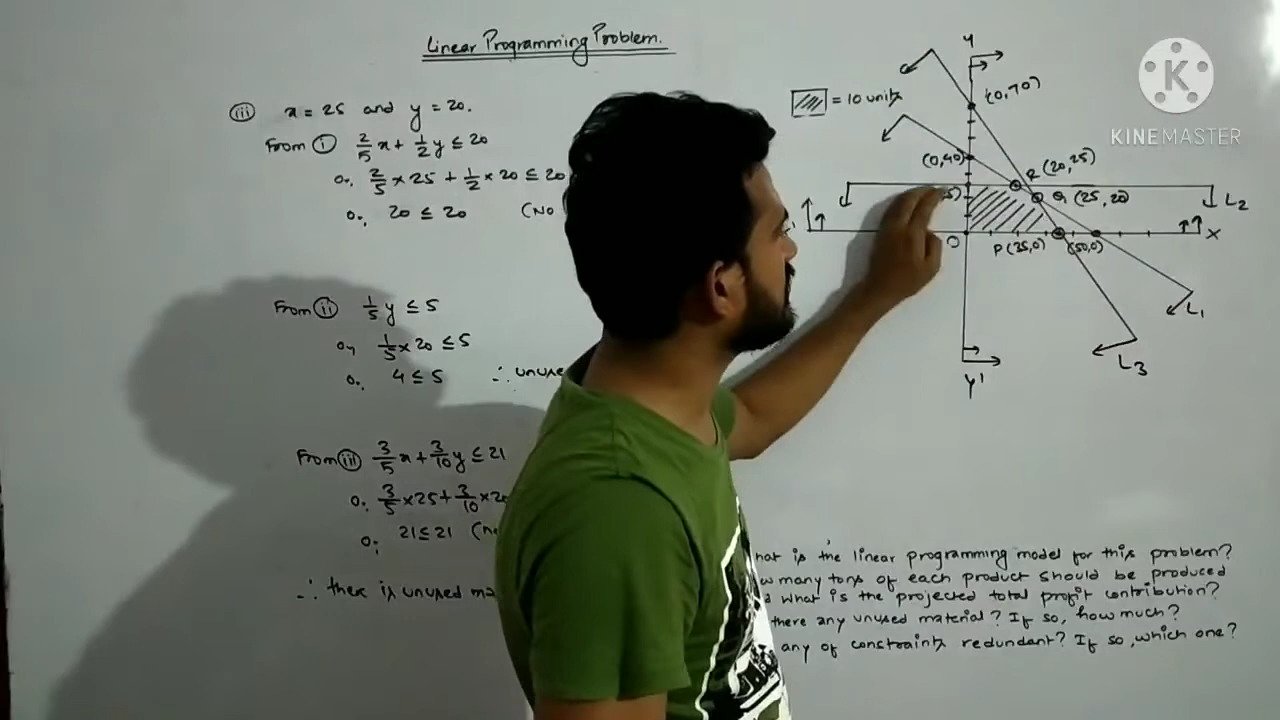 Linear Programming Problem.
(iii) x = 25 and y = 20.
From (i) 2/5 x + 1/2 y ≤ 20
or, 2/5 × 25 + 1/2 × 20 ≤ 20
or, 20 ≤ 20 (No
From (ii) 1/5 y ≤ 5
or, 1/5 × 20 ≤ 5
or, 4 ≤ 5 ∴ unuse
From (iii) 3/5 x + 3/10 y ≤ 21
or, 3/5 × 25 + 3/10 × 2
or, 21 ≤ 21 (No
∴ there is unused ma
= 10 units
Y
(0,70)
(0,40)
R (20,25)
Q (25,20)
L2
X
O
P(35,0)
(50,0)
L1
L3
Y'
K
KINEMASTER
hat is the linear programming model for this problem?
w many tons of each product should be produced
d what is the projected total profit contribution?
there any unused material? If so, how much?
any of constraints redundant? If so, which one?